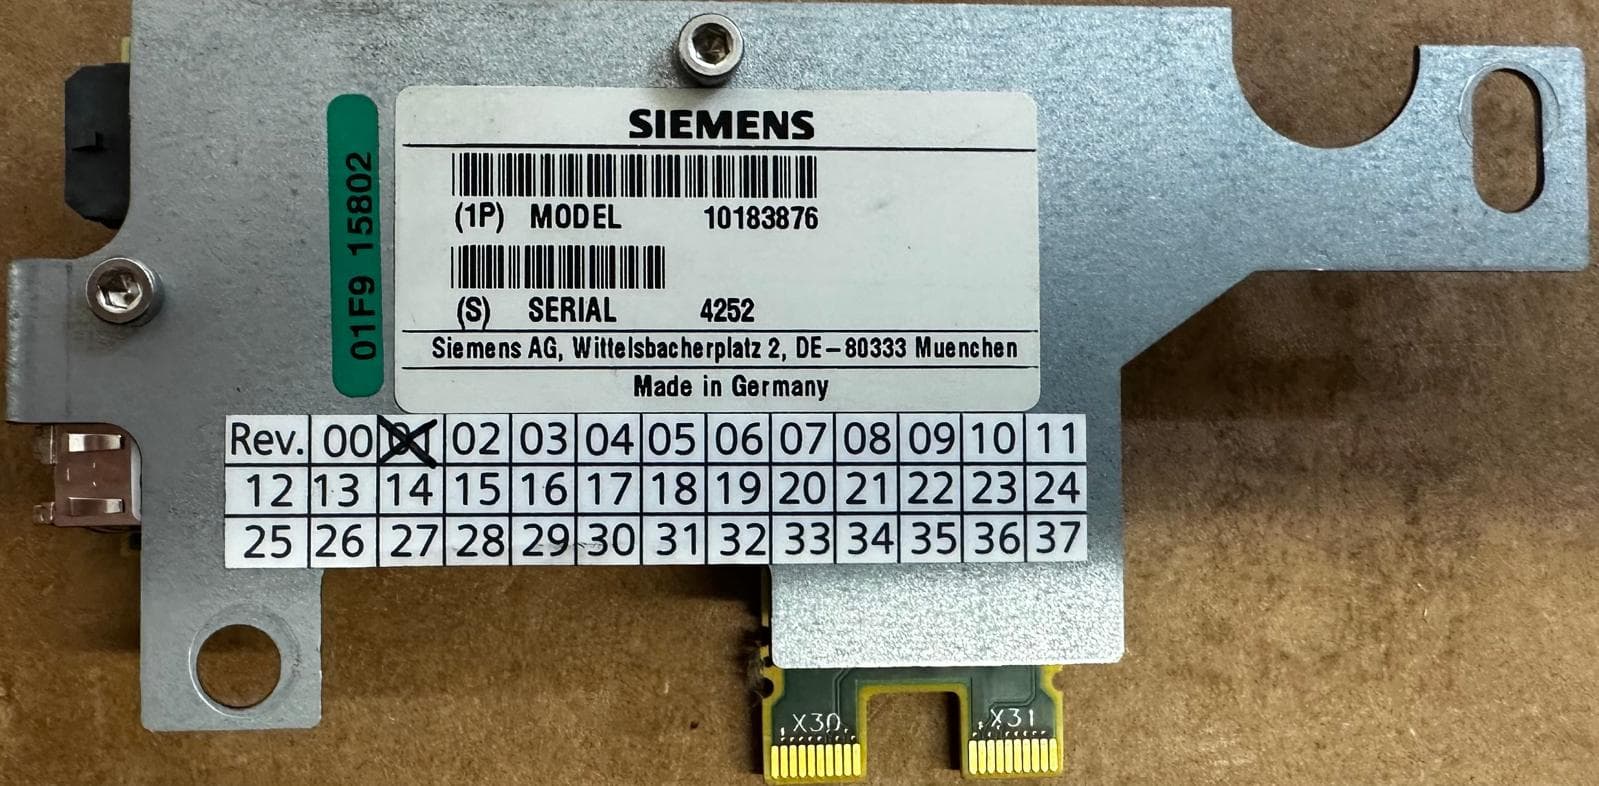 SIEMENS
(1P) MODEL 10183876
(S) SERIAL 4252
Siemens AG, Wittelsbacherplatz 2, DE-80333 Muenchen
Made in Germany
01F9 15802
Rev. 00 01 02 03 04 05 06 07 08 09 10 11
12 13 14 15 16 17 18 19 20 21 22 23 24
25 26 27 28 29 30 31 32 33 34 35 36 37
X30 X31